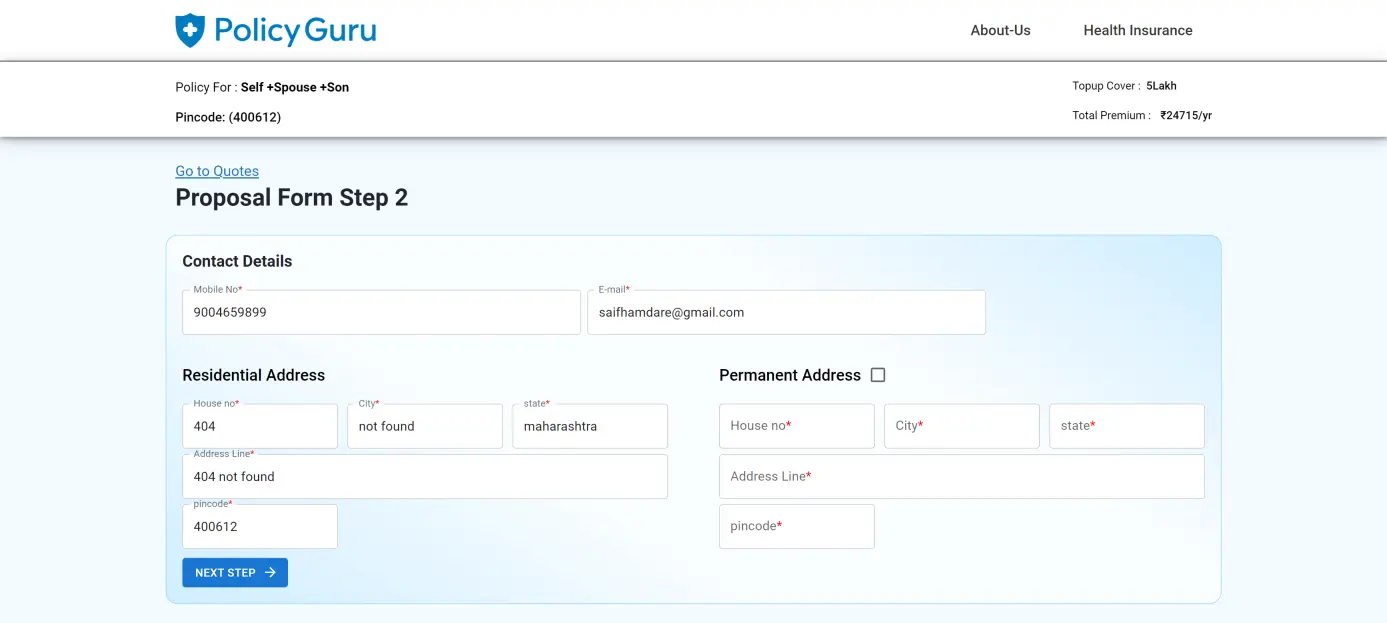 PolicyGuru About-Us Health Insurance
Policy For : Self +Spouse +Son Topup Cover : 5Lakh
Pincode: (400612) Total Premium : ₹24715/yr
Go to Quotes
Proposal Form Step 2
Contact Details
Mobile No* E-mail*
9004659899 saifhamdare@gmail.com
Residential Address Permanent Address
House no* City* state*
404 not found maharashtra House no* City* state*
Address Line*
404 not found Address Line*
pincode*
400612 pincode*
NEXT STEP →